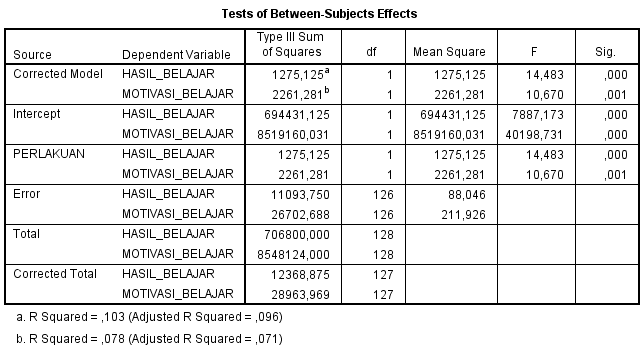 Tests of Between-Subjects Effects
Source Dependent Variable Type III Sum of Squares df Mean Square F Sig.
Corrected Model HASIL_BELAJAR 1275,125a 1 1275,125 14,483 ,000
MOTIVASI_BELAJAR 2261,281b 1 2261,281 10,670 ,001
Intercept HASIL_BELAJAR 694431,125 1 694431,125 7887,173 ,000
MOTIVASI_BELAJAR 8519160,031 1 8519160,031 40198,731 ,000
PERLAKUAN HASIL_BELAJAR 1275,125 1 1275,125 14,483 ,000
MOTIVASI_BELAJAR 2261,281 1 2261,281 10,670 ,001
Error HASIL_BELAJAR 11093,750 126 88,046
MOTIVASI_BELAJAR 26702,688 126 211,926
Total HASIL_BELAJAR 706800,000 128
MOTIVASI_BELAJAR 8548124,000 128
Corrected Total HASIL_BELAJAR 12368,875 127
MOTIVASI_BELAJAR 28963,969 127
a. R Squared = ,103 (Adjusted R Squared = ,096)
b. R Squared = ,078 (Adjusted R Squared = ,071)